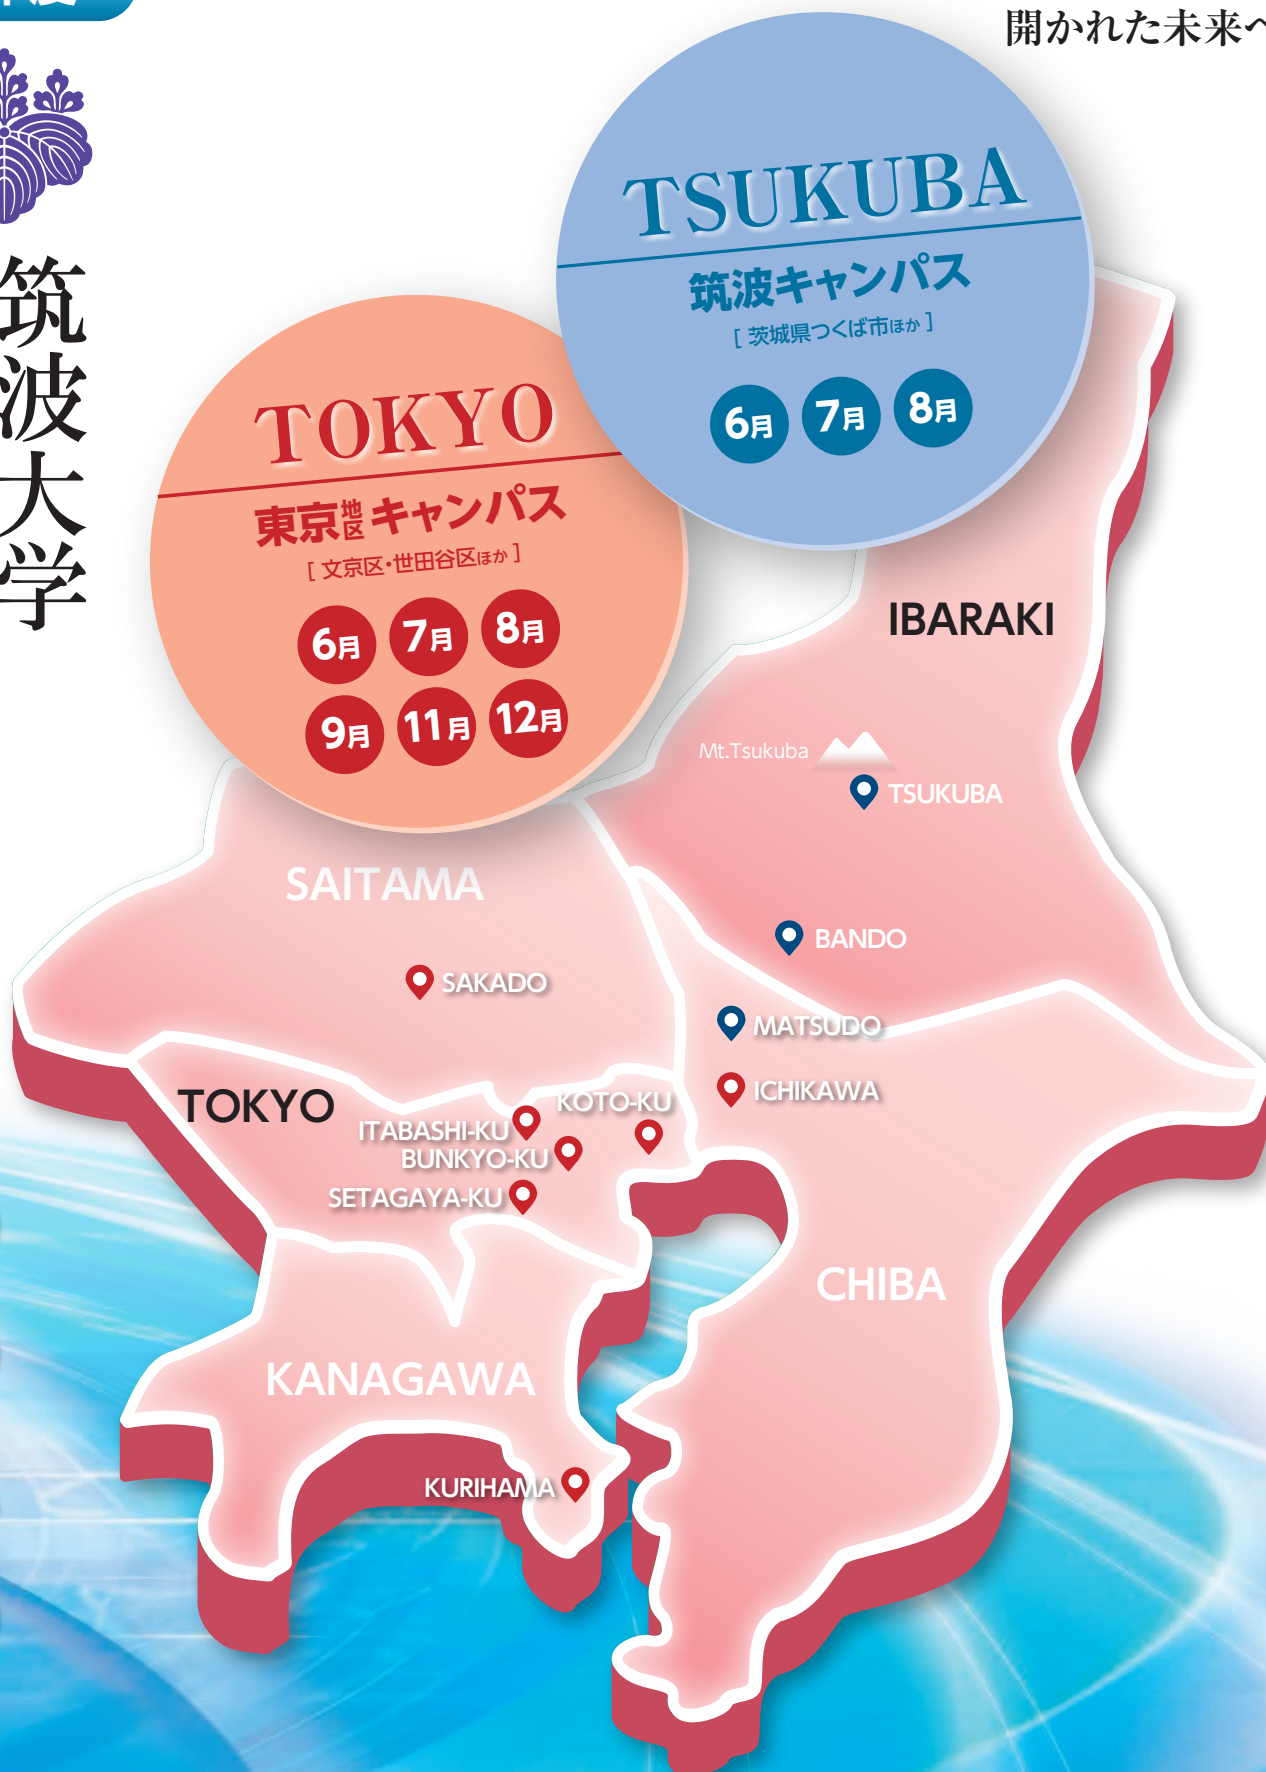 開かれた未来へ
筑波大学
TSUKUBA
筑波キャンパス
[ 茨城県つくば市ほか ]
6月 7月 8月
TOKYO
東京地区キャンパス
[ 文京区・世田谷区ほか ]
6月 7月 8月
9月 11月 12月
IBARAKI
Mt.Tsukuba
TSUKUBA
SAITAMA
BANDO
SAKADO
MATSUDO
ICHIKAWA
TOKYO
KOTO-KU
ITABASHI-KU
BUNKYO-KU
SETAGAYA-KU
CHIBA
KANAGAWA
KURIHAMA